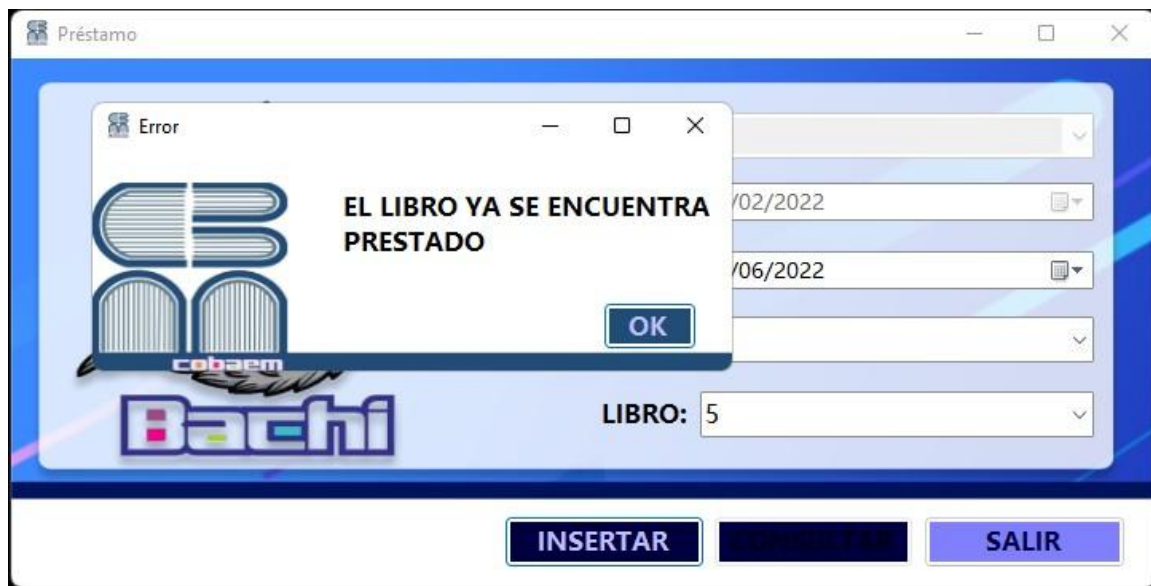 Préstamo
Error
EL LIBRO YA SE ENCUENTRA
PRESTADO
OK
cobaem
Bachi
/02/2022
/06/2022
LIBRO: 5
INSERTAR
CONSULTAR
SALIR